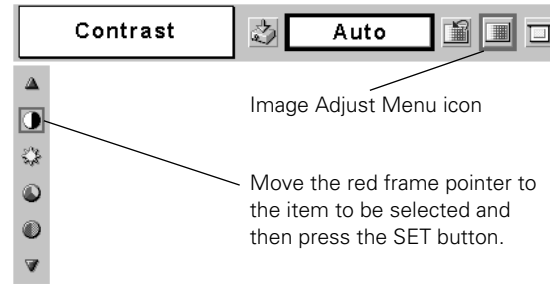 Contrast
Auto
Image Adjust Menu icon
Move the red frame pointer to
the item to be selected and
then press the SET button.